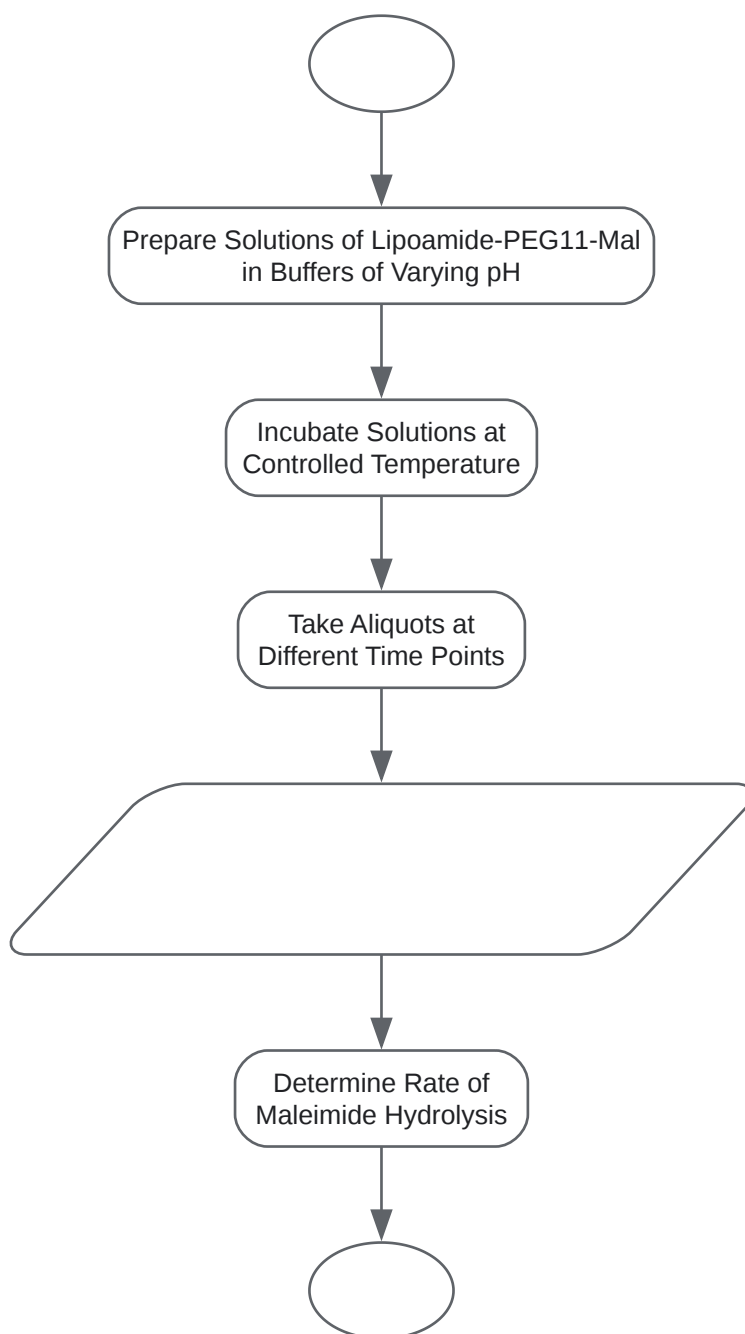 Prepare Solutions of Lipoamide-PEG11-Mal
in Buffers of Varying pH
Incubate Solutions at
Controlled Temperature
Take Aliquots at
Different Time Points
Determine Rate of
Maleimide Hydrolysis